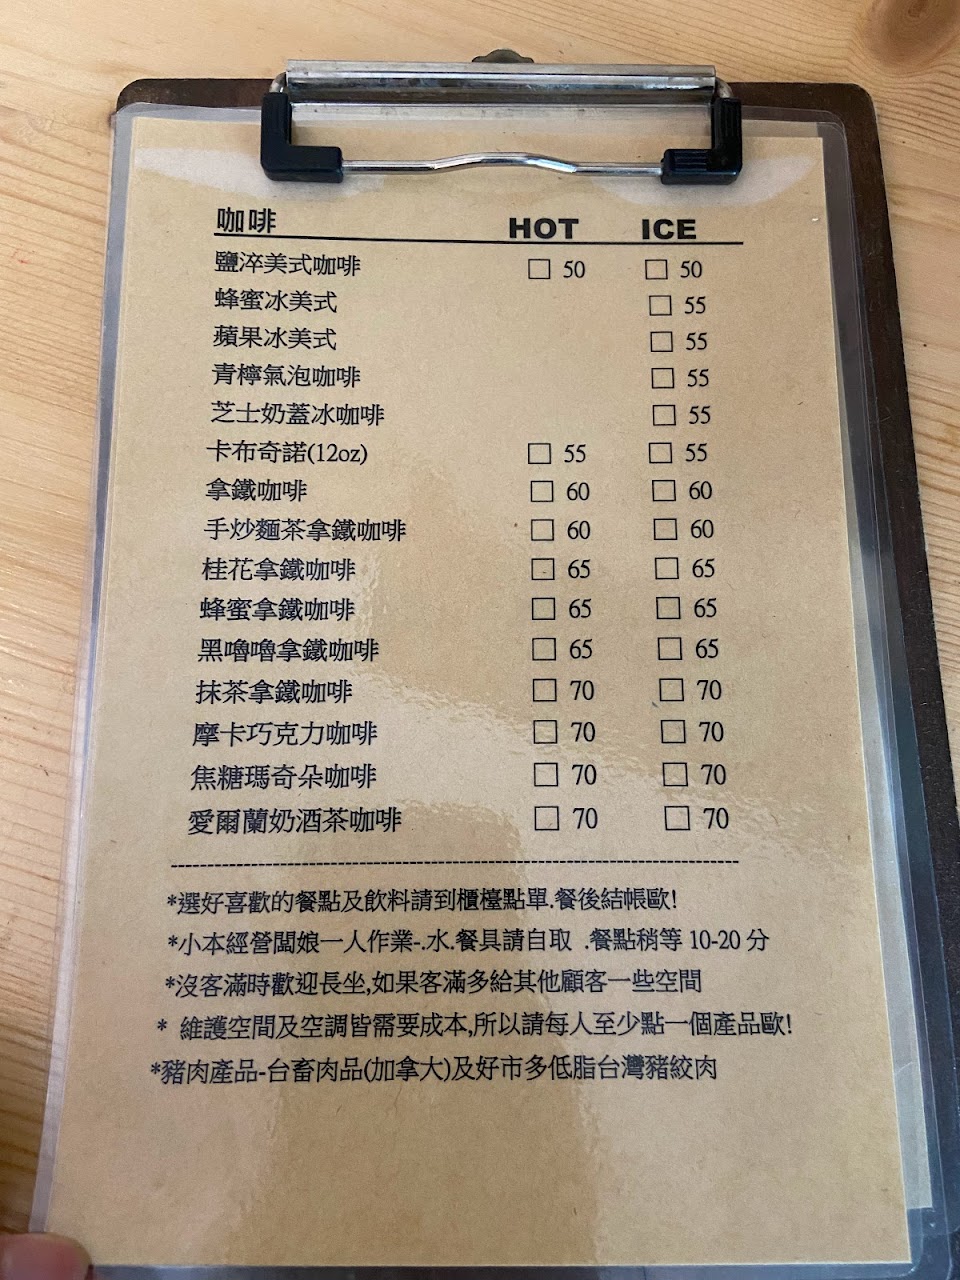 咖啡 HOT ICE
鹽淬美式咖啡 □ 50 □ 50
蜂蜜冰美式 □ 55
蘋果冰美式 □ 55
青檸氣泡咖啡 □ 55
芝士奶蓋冰咖啡 □ 55
卡布奇諾(12oz) □ 55 □ 55
拿鐵咖啡 □ 60 □ 60
手炒麵茶拿鐵咖啡 □ 60 □ 60
桂花拿鐵咖啡 □ 65 □ 65
蜂蜜拿鐵咖啡 □ 65 □ 65
黑嚕嚕拿鐵咖啡 □ 65 □ 65
抹茶拿鐵咖啡 □ 70 □ 70
摩卡巧克力咖啡 □ 70 □ 70
焦糖瑪奇朵咖啡 □ 70 □ 70
愛爾蘭奶酒茶咖啡 □ 70 □ 70
*選好喜歡的餐點及飲料請到櫃檯點單.餐後結帳歐!
*小本經營闆娘一人作業-.水.餐具請自取 .餐點稍等 10-20 分
*沒客滿時歡迎長坐,如果客滿多給其他顧客一些空間
* 維護空間及空調皆需要成本,所以請每人至少點一個產品歐!
*豬肉產品-台畜肉品(加拿大)及好市多低脂台灣豬絞肉